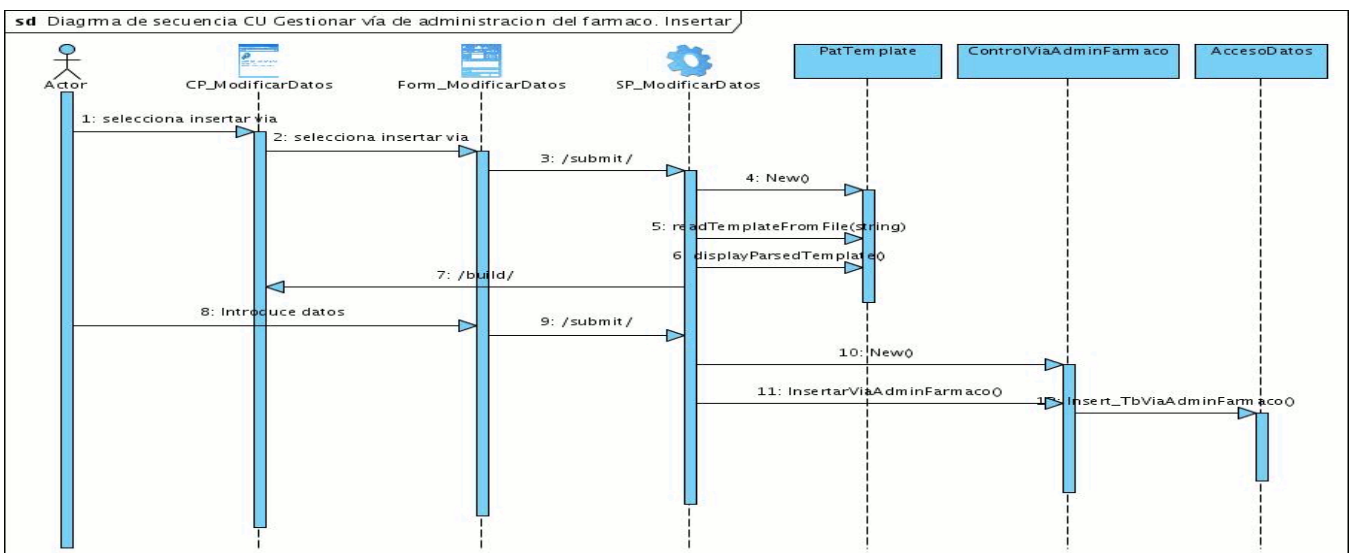 sd Diagrma de secuencia CU Gestionar vía de administracion del farmaco. Insertar
PatTemplate
ControlViaAdminFarmaco
AccesoDatos
Actor
CP_ModificarDatos
Form_ModificarDatos
SP_ModificarDatos
1: selecciona insertar via
2: selecciona insertar via
3: /submit/
4: New()
5: readTemplateFromFile(string)
6: displayParsedTemplate()
7: /build/
8: Introduce datos
9: /submit/
10: New()
11: InsertarViaAdminFarmaco()
12: Insert_TbViaAdminFarmaco()